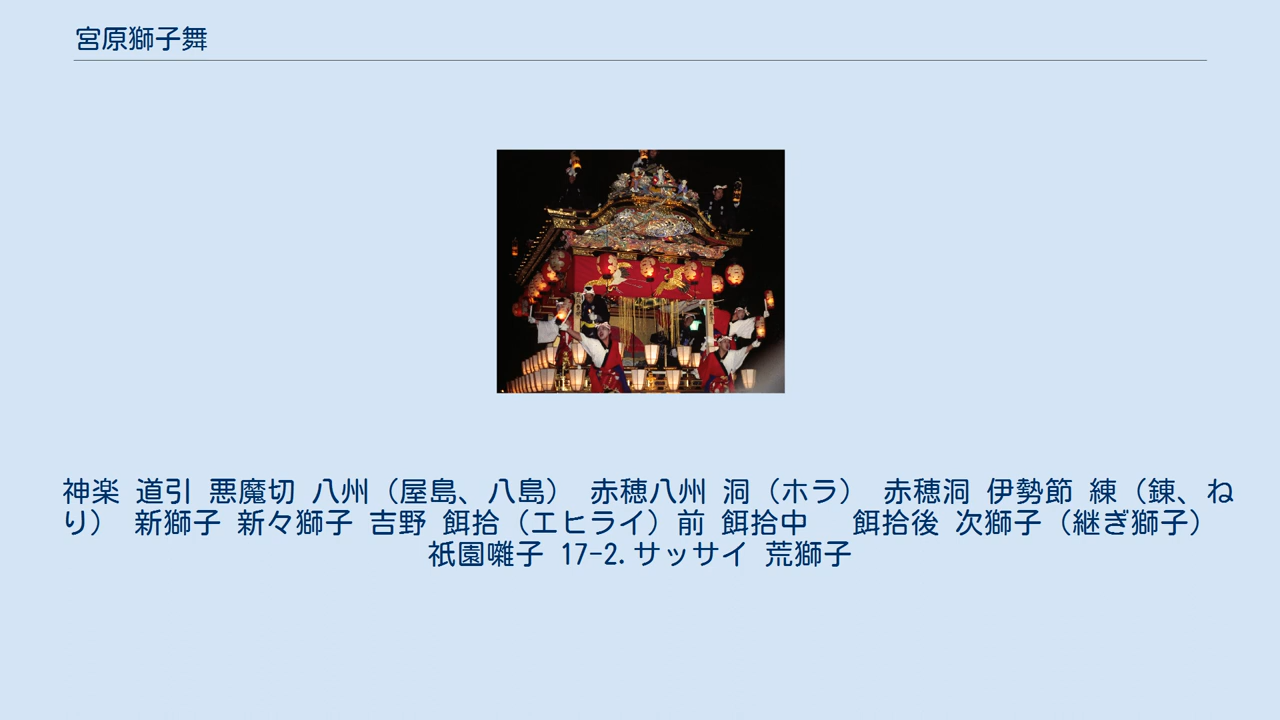 宮原獅子舞
神楽 道引 悪魔切 八州（屋島、八島） 赤穂八州 洞（ホラ） 赤穂洞 伊勢節 練（錬、ね
り） 新獅子 新々獅子 吉野 餌拾（エヒライ）前 餌拾中  餌拾後 次獅子（継ぎ獅子）
祇園囃子 17-2.サッサイ 荒獅子